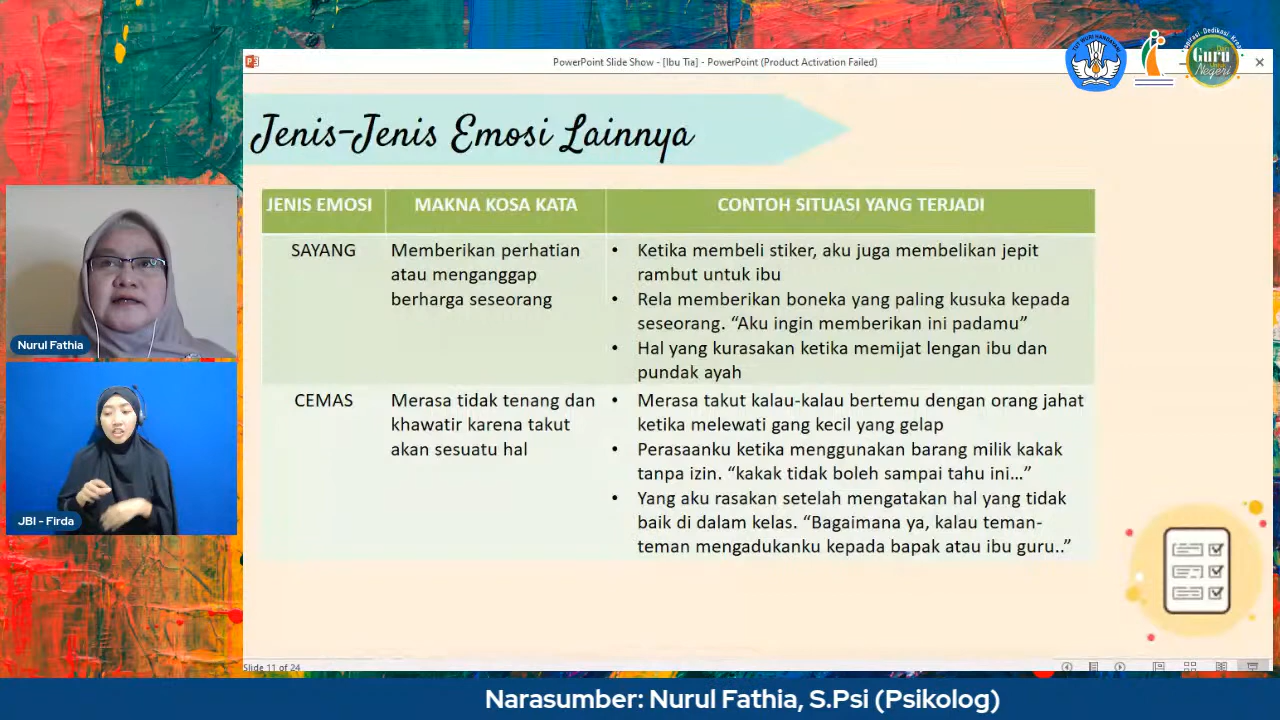 PowerPoint Slide Show - [Ibu Tia] - PowerPoint (Product Activation Failed)
TUT WURI HANDAYANI
Guru
Negeri
Jenis-Jenis Emosi Lainnya
JENIS EMOSI
MAKNA KOSA KATA
CONTOH SITUASI YANG TERJADI
SAYANG
Memberikan perhatian
atau menganggap
berharga seseorang
• Ketika membeli stiker, aku juga membelikan jepit
rambut untuk ibu
• Rela memberikan boneka yang paling kusuka kepada
seseorang. “Aku ingin memberikan ini padamu”
• Hal yang kurasakan ketika memijat lengan ibu dan
pundak ayah
CEMAS
Merasa tidak tenang dan
khawatir karena takut
akan sesuatu hal
• Merasa takut kalau-kalau bertemu dengan orang jahat
ketika melewati gang kecil yang gelap
• Perasaanku ketika menggunakan barang milik kakak
tanpa izin. “kakak tidak boleh sampai tahu ini...”
• Yang aku rasakan setelah mengatakan hal yang tidak
baik di dalam kelas. “Bagaimana ya, kalau teman-
teman mengadukanku kepada bapak atau ibu guru..”
Nurul Fathia
JBI - Firda
Slide 11 of 24
Narasumber: Nurul Fathia, S.Psi (Psikolog)